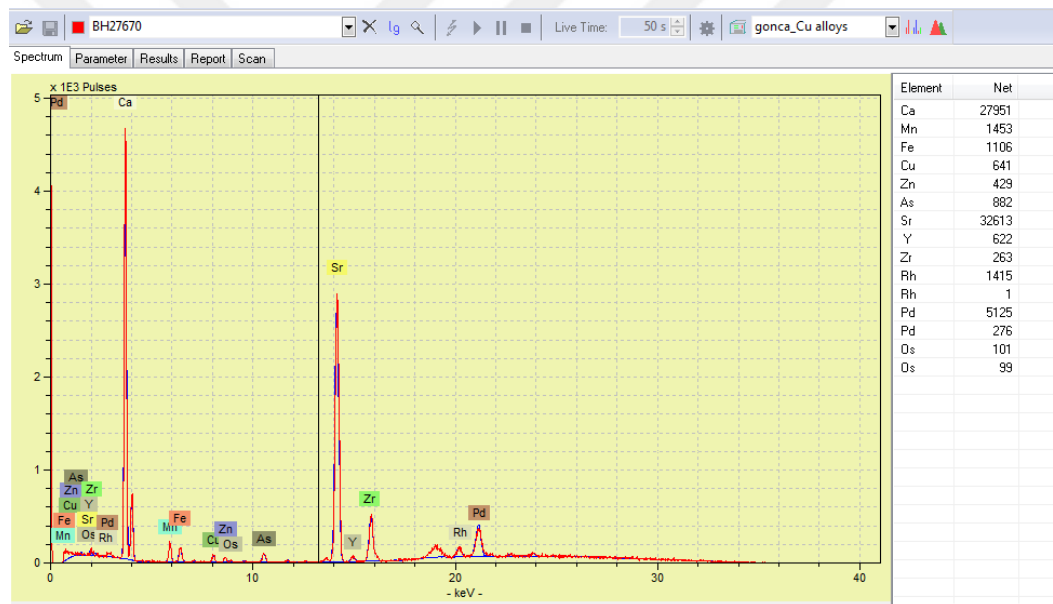 BH27670 lg Live Time: 50 s gonca_Cu alloys
Spectrum Parameter Results Report Scan
x 1E3 Pulses
Pd Ca
5
4
3
2
1
0
Sr
As
Zn Zr
Cu Y
Fe Sr Pd
Mn Os Rh
Mn Fe
Zn
Os
As
Y
Zr
Rh
Pd
0 10 20 30 40
- keV -
Element Net
Ca 27951
Mn 1453
Fe 1106
Cu 641
Zn 429
As 882
Sr 32613
Y 622
Zr 263
Rh 1415
Rh 1
Pd 5125
Pd 276
Os 101
Os 99